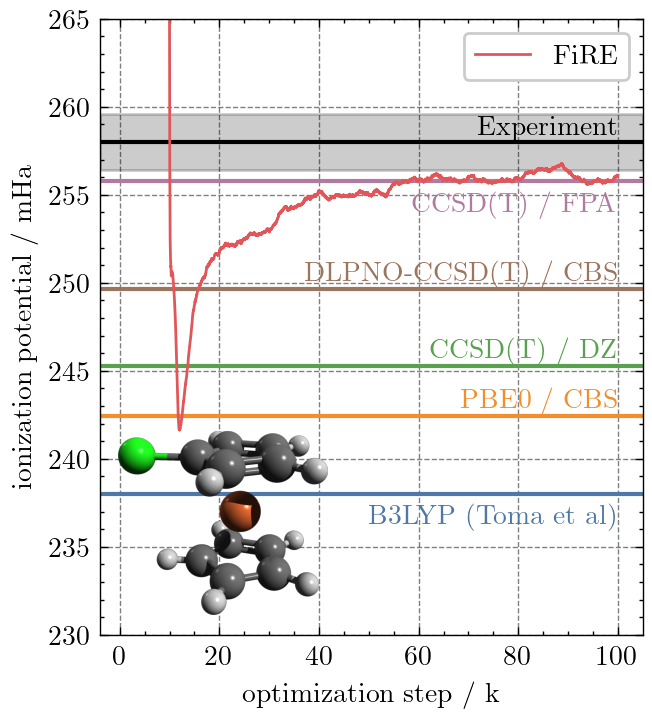 265
260
255
250
245
240
235
230
ionization potential / mHa
FiRE
Experiment
CCSD(T) / FPA
DLPNO-CCSD(T) / CBS
CCSD(T) / DZ
PBE0 / CBS
B3LYP (Toma et al)
0 20 40 60 80 100
optimization step / k